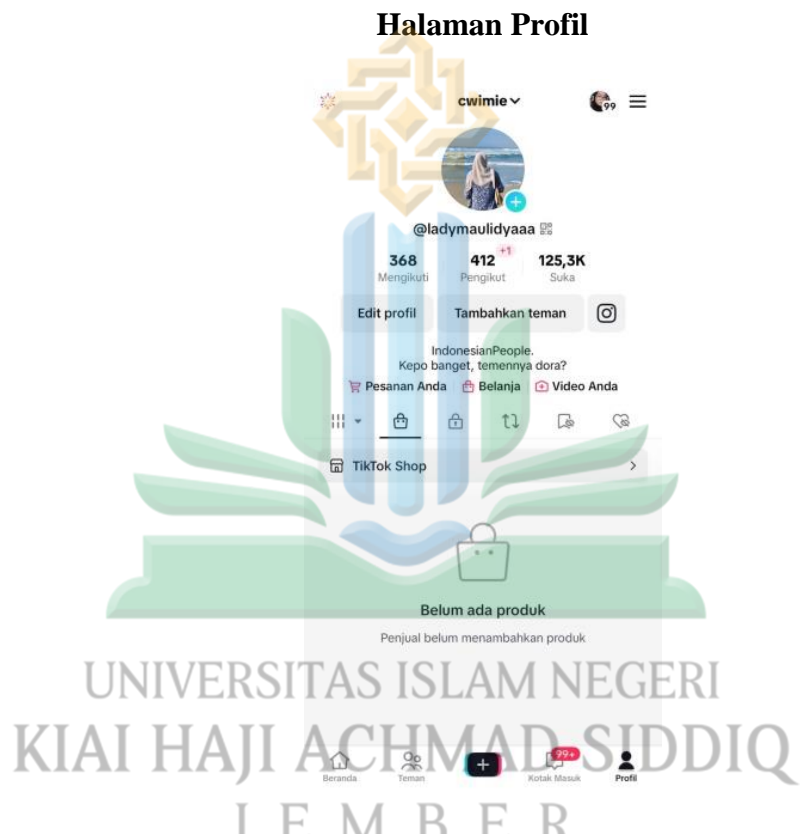 Halaman Profil
cwimie
99
@ladymaulidyaaa
368 412 +1 125,3K
Mengikuti Pengikut Suka
Edit profil Tambahkan teman
IndonesianPeople.
Kepo banget, temennya dora?
Pesanan Anda Belanja Video Anda
TikTok Shop
Belum ada produk
Penjual belum menambahkan produk
UNIVERSITAS ISLAM NEGERI
KIAI HAJI ACHMAD SIDDIQ
99+
Beranda Teman Kotak Masuk Profil
JEMBER